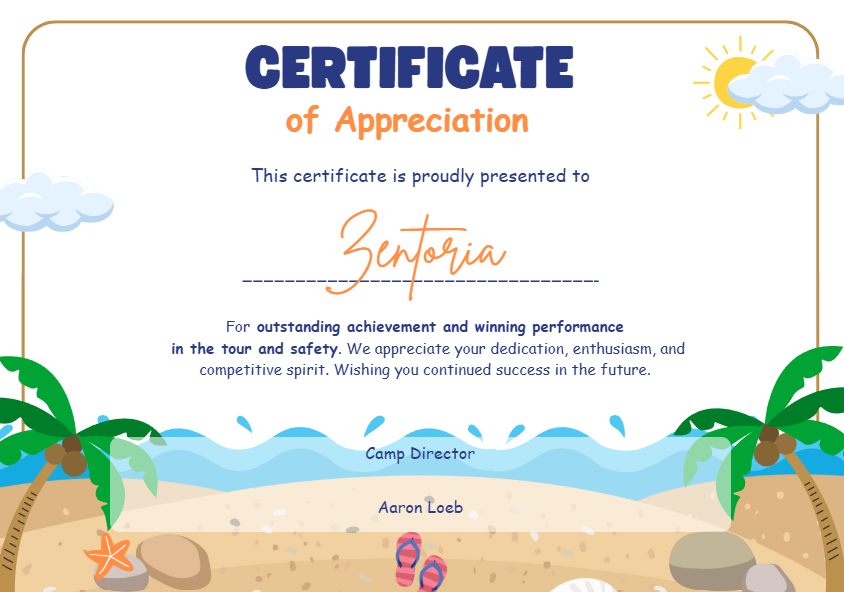 CERTIFICATE
of Appreciation
This certificate is proudly presented to
Zentoria
For outstanding achievement and winning performance
in the tour and safety. We appreciate your dedication, enthusiasm, and
competitive spirit. Wishing you continued success in the future.
Camp Director
Aaron Loeb